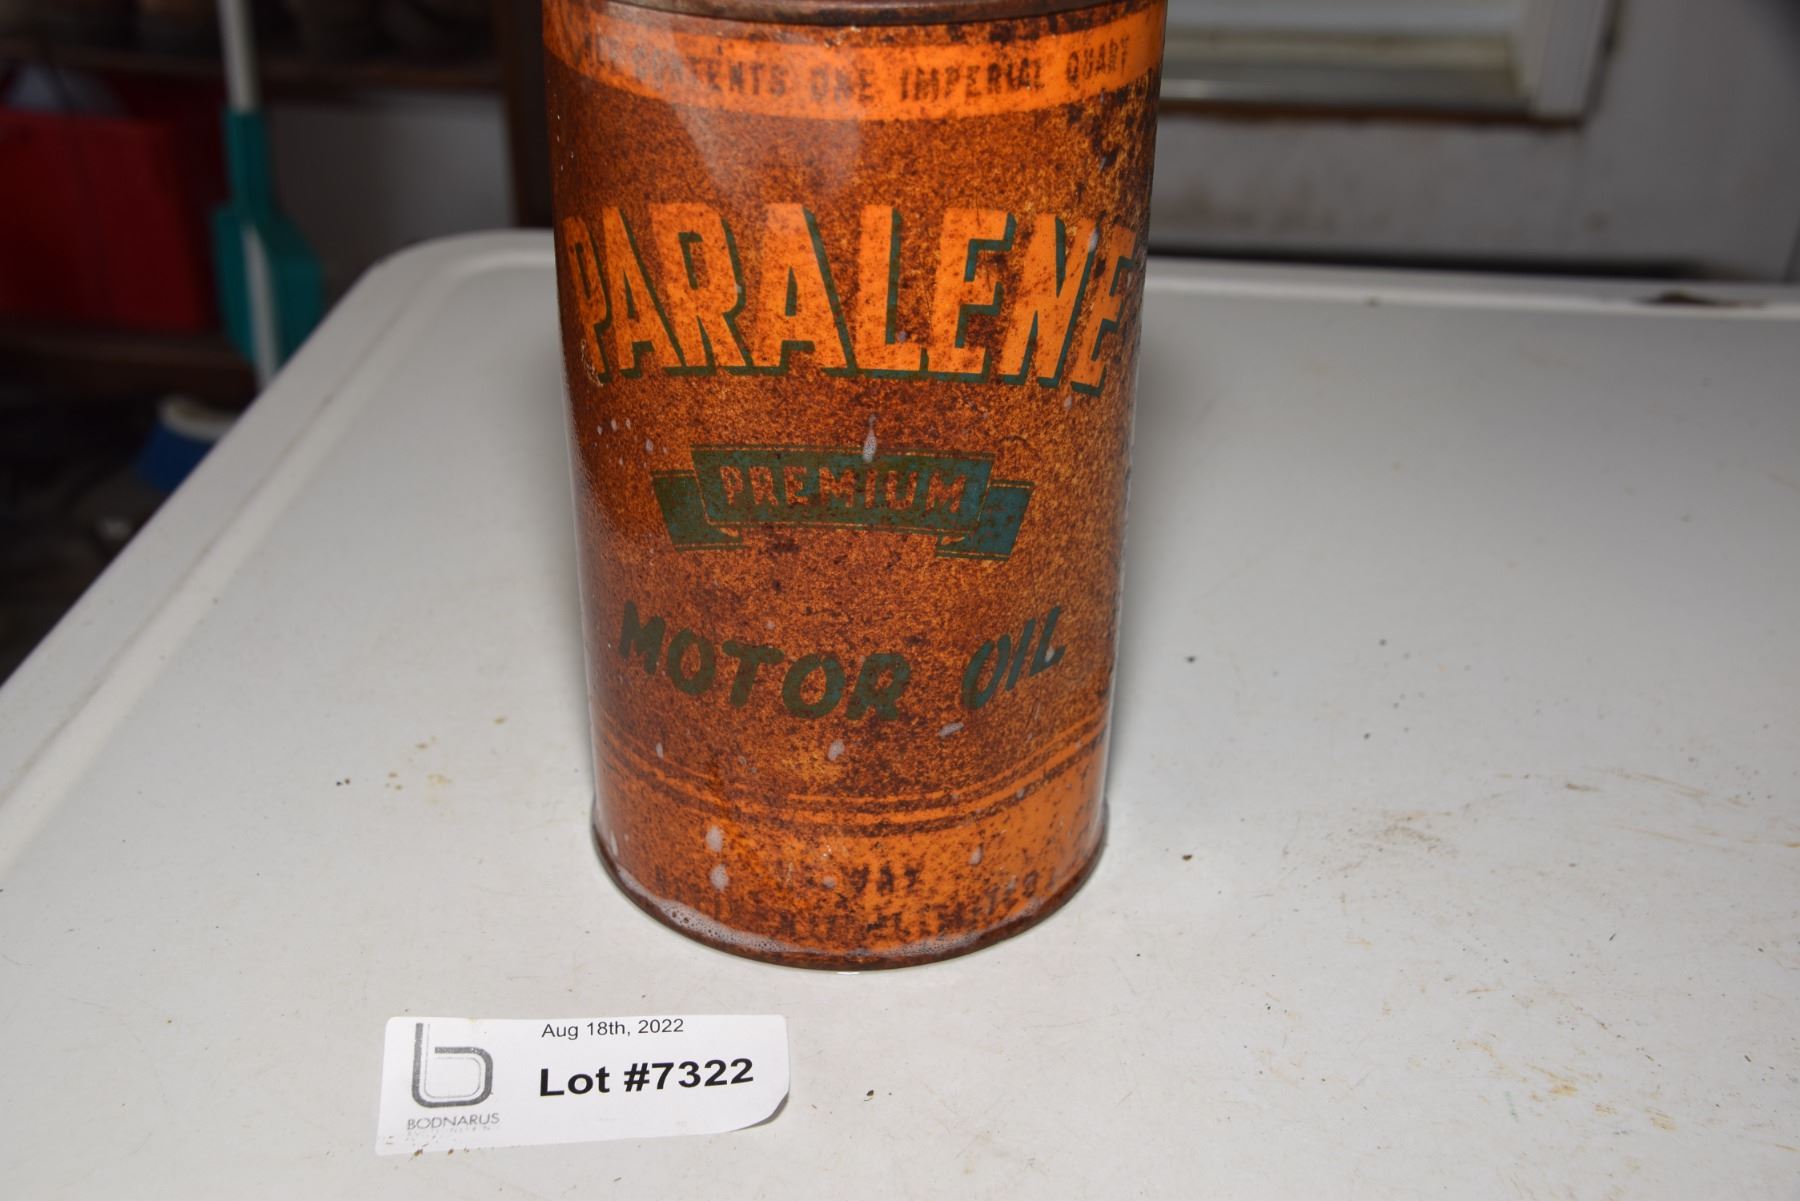 CONTENTS ONE IMPERIAL QUART
PARALENE
PREMIUM
MOTOR OIL
Aug 18th, 2022
Lot #7322
BODNARUS